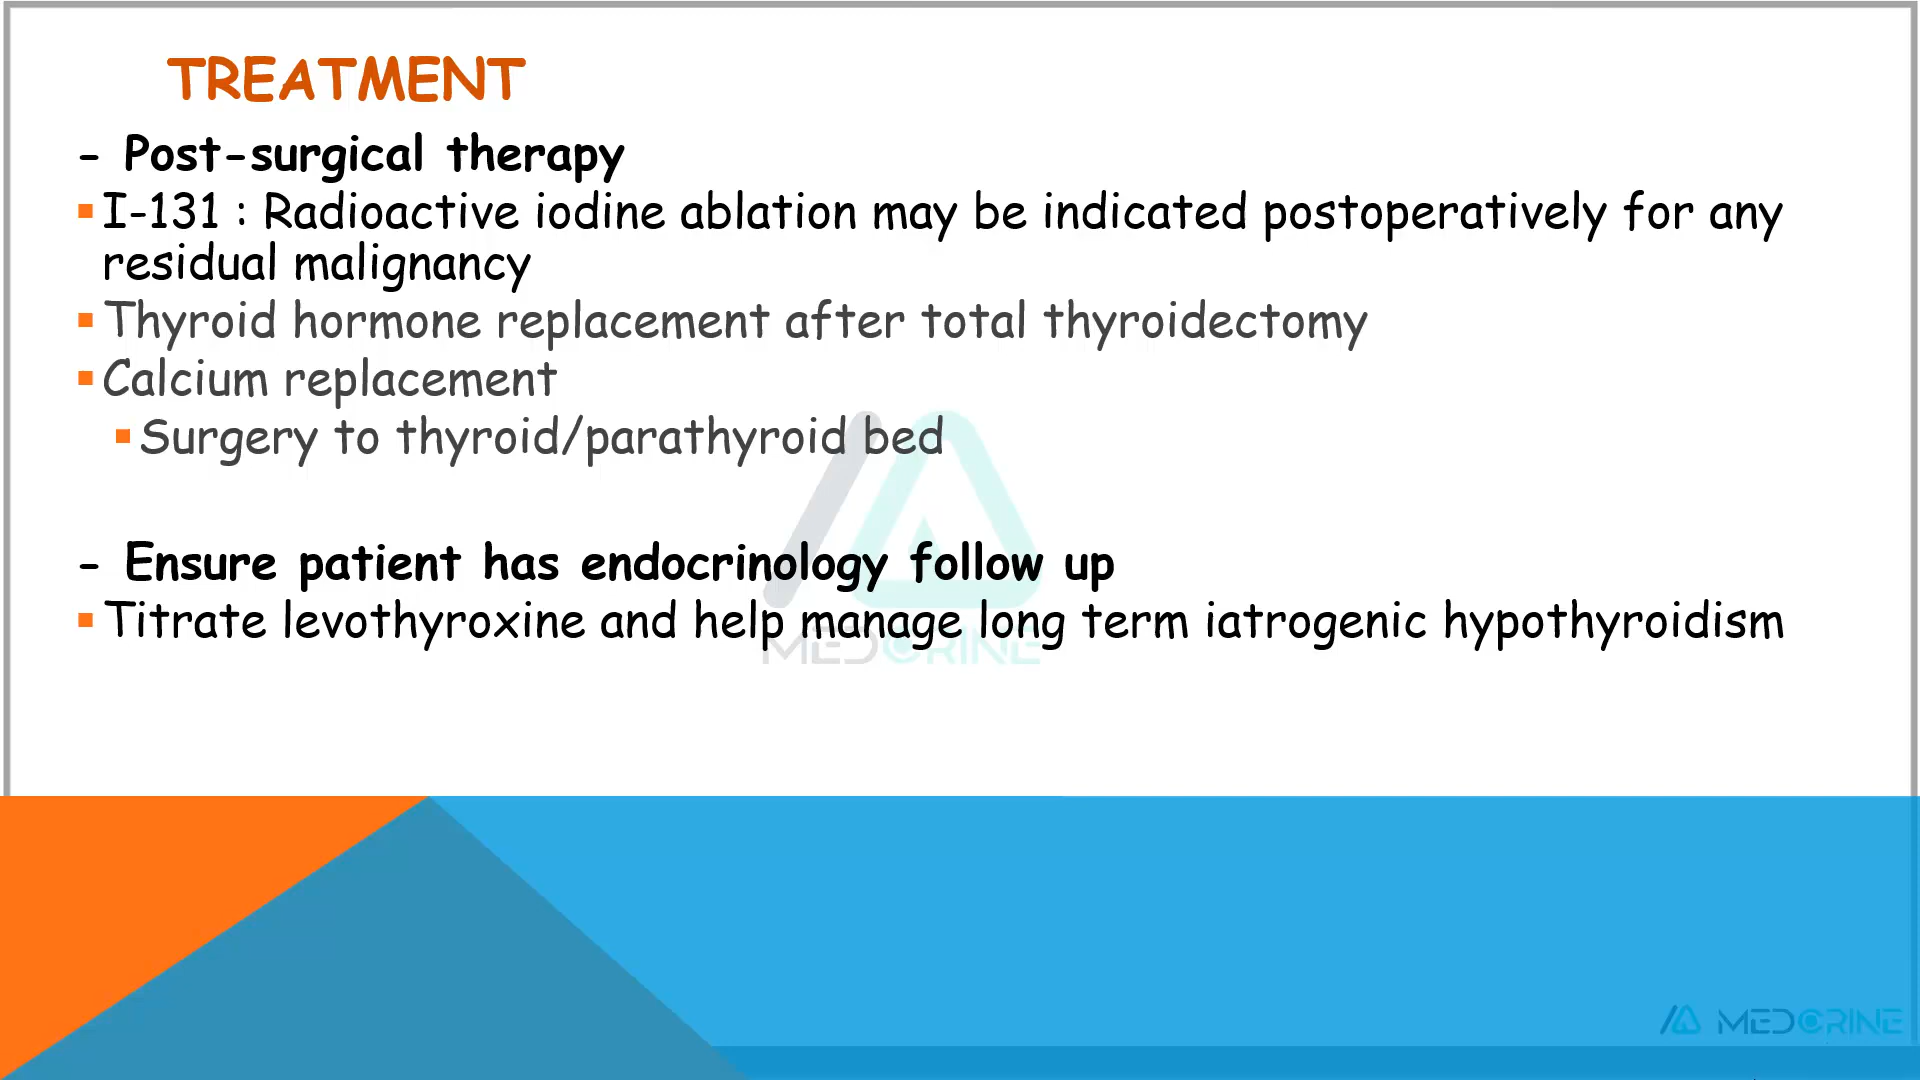 TREATMENT
- Post-surgical therapy
▪I-131 : Radioactive iodine ablation may be indicated postoperatively for any
residual malignancy
▪Thyroid hormone replacement after total thyroidectomy
▪Calcium replacement
▪Surgery to thyroid/parathyroid bed
- Ensure patient has endocrinology follow up
▪Titrate levothyroxine and help manage long term iatrogenic hypothyroidism
MEDCRINE
MEDCRINE